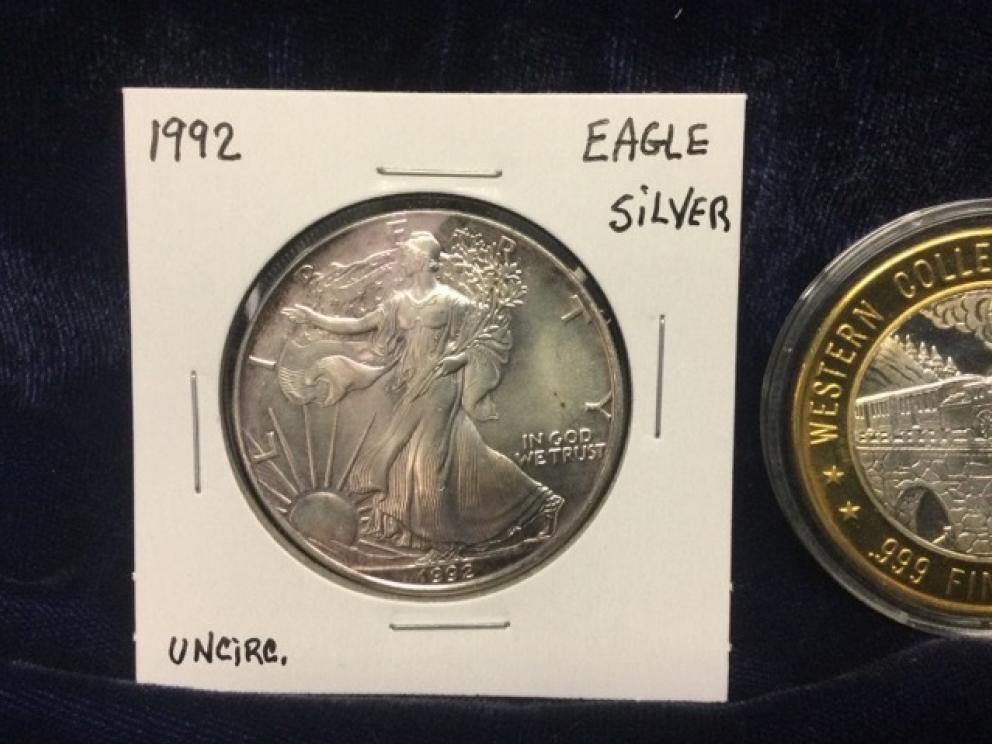 1992
EAGLE
SILVER
LIBERTY
IN GOD
WE TRUST
1992
UNCIRC.
WESTERN COLLE
.999 FIN